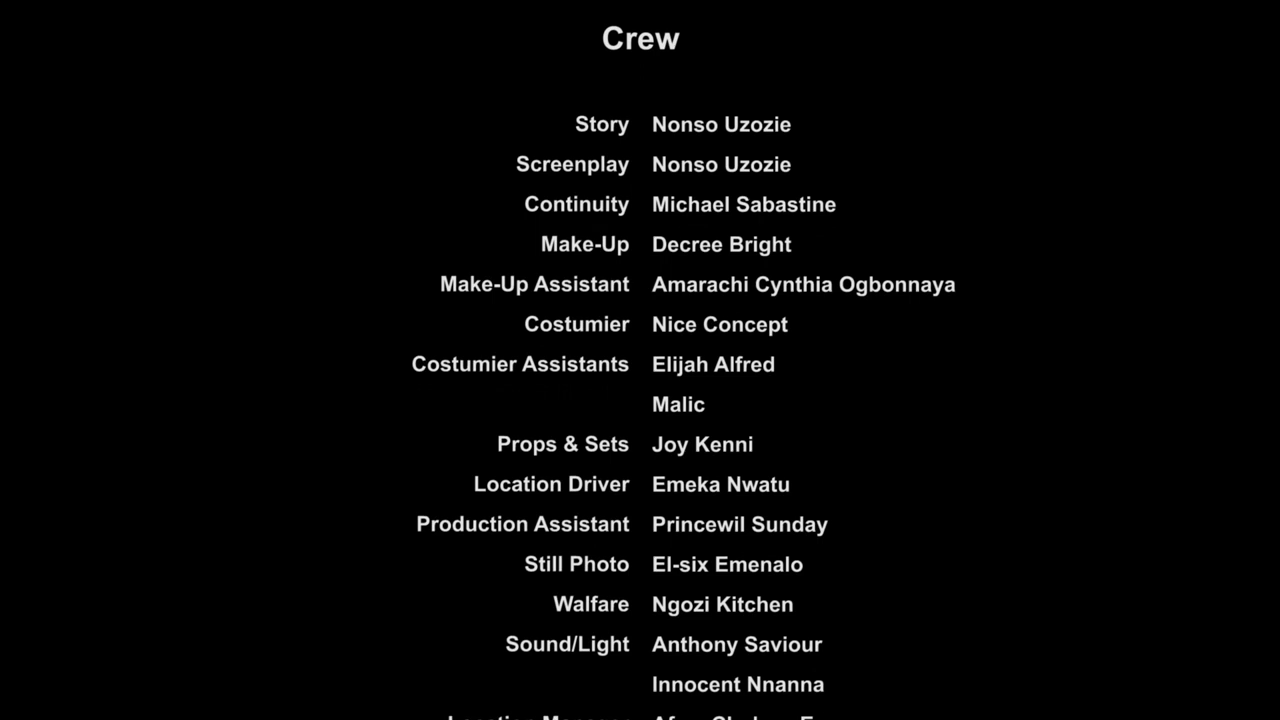 Crew
Story Nonso Uzozie
Screenplay Nonso Uzozie
Continuity Michael Sabastine
Make-Up Decree Bright
Make-Up Assistant Amarachi Cynthia Ogbonnaya
Costumier Nice Concept
Costumier Assistants Elijah Alfred
Malic
Props & Sets Joy Kenni
Location Driver Emeka Nwatu
Production Assistant Princewil Sunday
Still Photo El-six Emenalo
Walfare Ngozi Kitchen
Sound/Light Anthony Saviour
Innocent Nnanna
Location